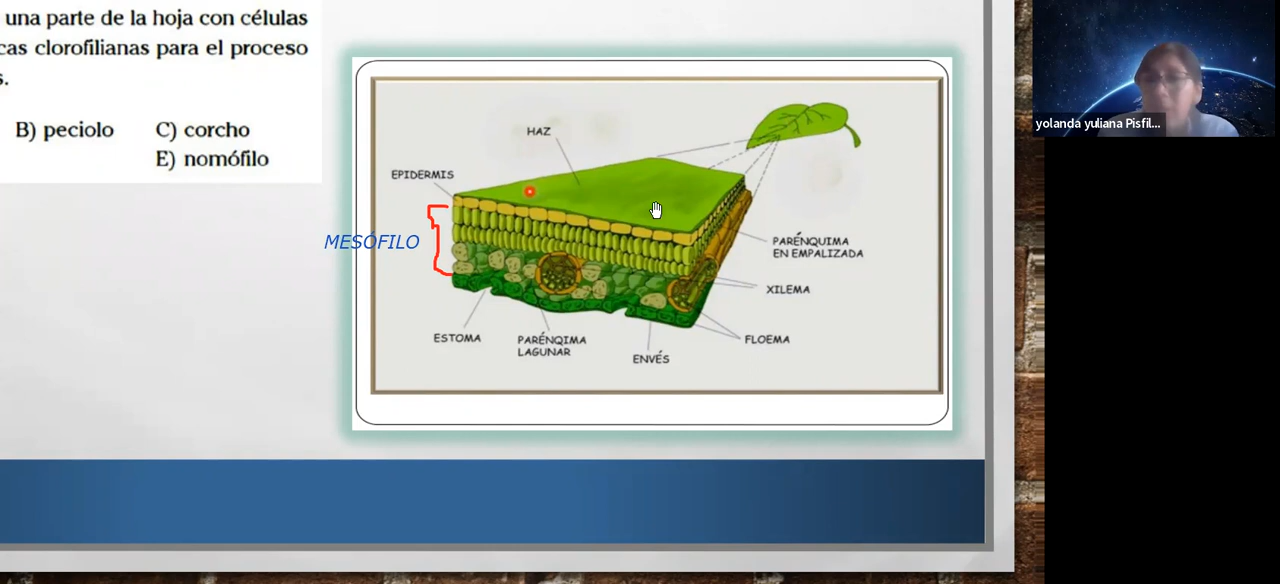 una parte de la hoja con células
cas clorofilianas para el proceso
s.
B) peciolo C) corcho
E) nomófilo
HAZ
EPIDERMIS
MESÓFILO
PARÉNQUIMA
EN EMPALIZADA
XILEMA
ESTOMA
PARÉNQIMA
LAGUNAR
ENVÉS
FLOEMA
yolanda yuliana Pisfil...